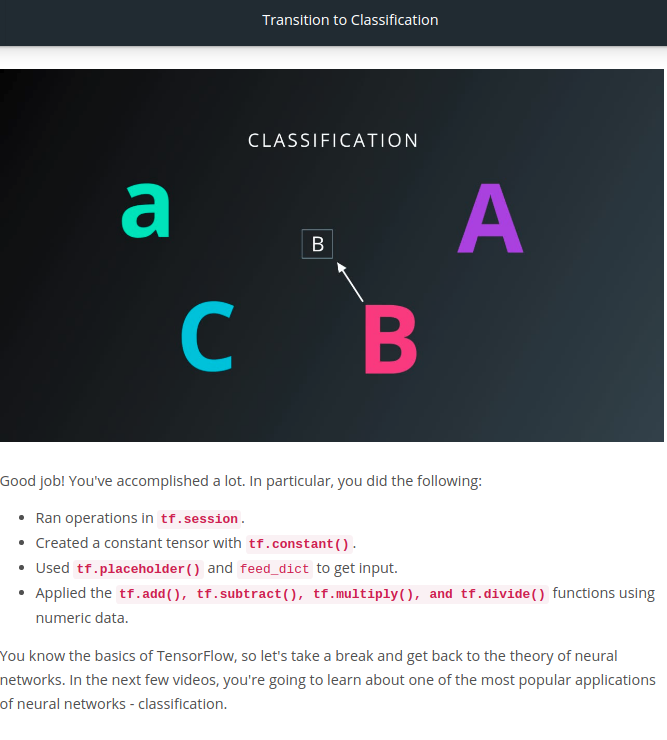 Transition to Classification
CLASSIFICATION
a
A
B
C
B
Good job! You've accomplished a lot. In particular, you did the following:
• Ran operations in tf.session.
• Created a constant tensor with tf.constant().
• Used tf.placeholder() and feed_dict to get input.
• Applied the tf.add(), tf.subtract(), tf.multiply(), and tf.divide() functions using
numeric data.
You know the basics of TensorFlow, so let's take a break and get back to the theory of neural
networks. In the next few videos, you're going to learn about one of the most popular applications
of neural networks - classification.